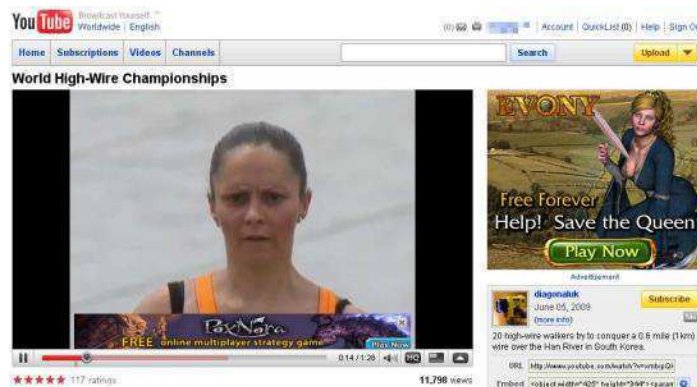 You Tube
Broadcast Yourself ™
Worldwide | English
(0)
Account | QuickList (0) | Help | Sign Ou
Home Subscriptions Videos Channels
Search
Upload
World High-Wire Championships
EVONY
Free Forever
Help! Save the Queen
Play Now
Advertisement
PoxNora
FREE online multiplayer strategy game
Play Now
0:14 / 1:26
HQ
117 ratings
11,798 views
diagonaluk
June 05, 2009
(more info)
Subscribe
20 high-wire walkers try to conquer a 0.6 mile (1km)
wire over the Han River in South Korea.
URL
Embed